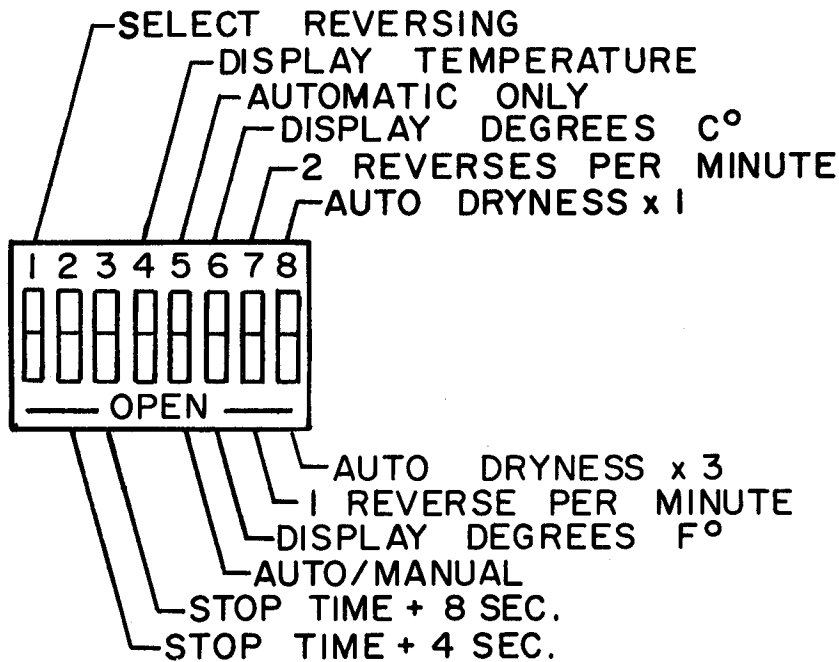 SELECT REVERSING
DISPLAY TEMPERATURE
AUTOMATIC ONLY
DISPLAY DEGREES C°
2 REVERSES PER MINUTE
AUTO DRYNESS x 1
1 2 3 4 5 6 7 8
OPEN
AUTO DRYNESS x 3
1 REVERSE PER MINUTE
DISPLAY DEGREES F°
AUTO/MANUAL
STOP TIME + 8 SEC.
STOP TIME + 4 SEC.